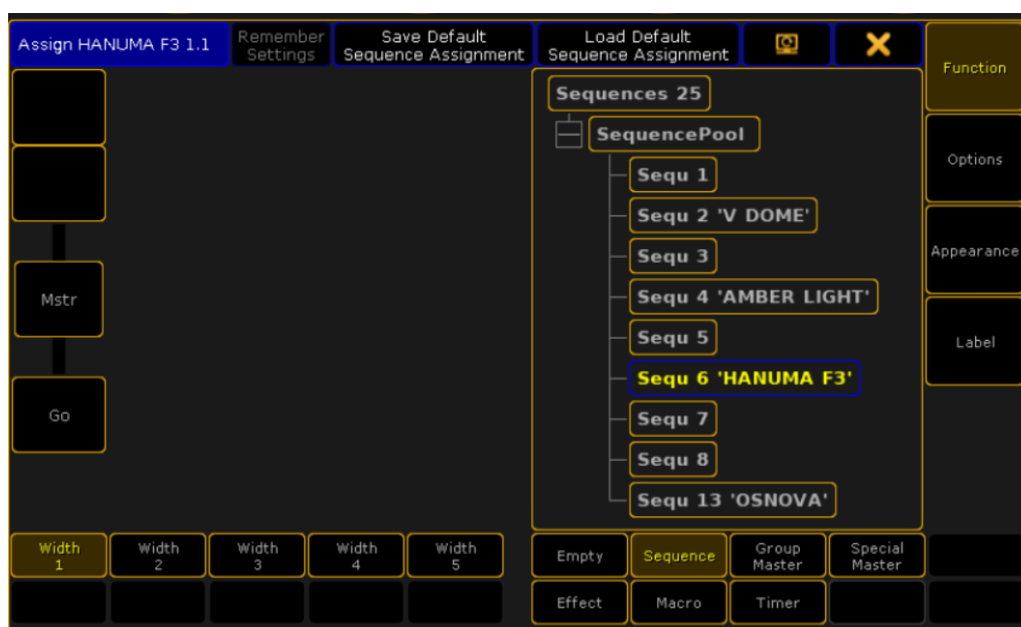 Assign HANUMA F3 1.1
Remember
Settings
Save Default
Sequence Assignment
Load Default
Sequence Assignment
Function
Options
Appearance
Label
Sequences 25
SequencePool
Sequ 1
Sequ 2 'V DOME'
Sequ 3
Sequ 4 'AMBER LIGHT'
Sequ 5
Sequ 6 'HANUMA F3'
Sequ 7
Sequ 8
Sequ 13 'OSNOVA'
Mstr
Go
Width
1
Width
2
Width
3
Width
4
Width
5
Empty
Sequence
Group
Master
Special
Master
Effect
Macro
Timer